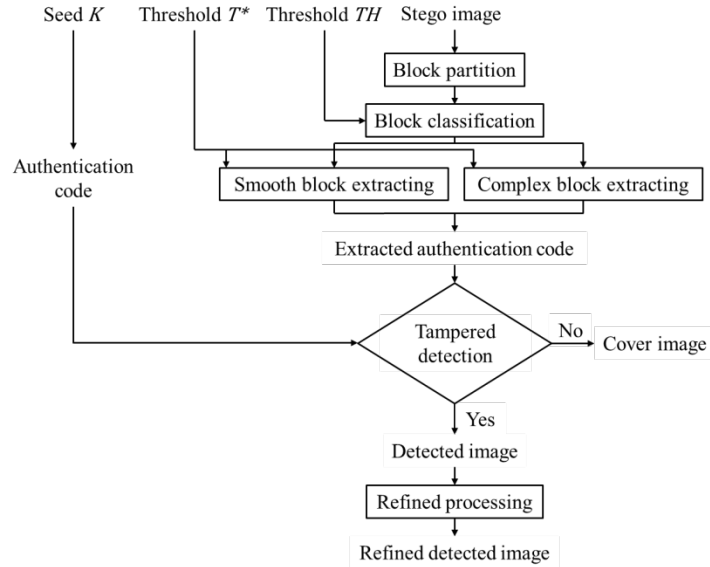 Seed K
Threshold T*
Threshold TH
Stego image
Block partition
Block classification
Authentication
code
Smooth block extracting
Complex block extracting
Extracted authentication code
Tampered
detection
No
Cover image
Yes
Detected image
Refined processing
Refined detected image